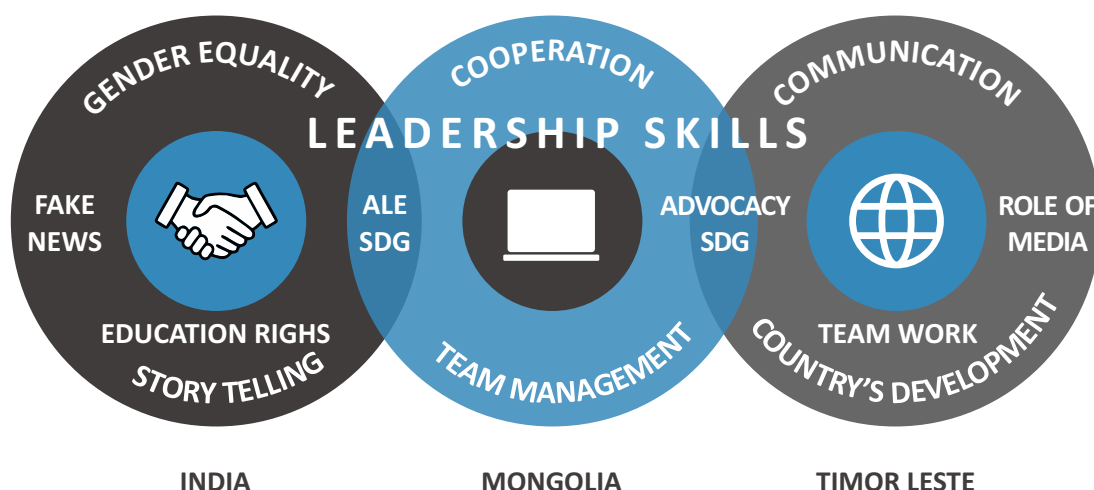 GENDER EQUALITY
COOPERATION
COMMUNICATION
LEADERSHIP SKILLS
FAKE
NEWS
ALE
SDG
ADVOCACY
SDG
ROLE OF
MEDIA
EDUCATION RIGHS
STORY TELLING
TEAM MANAGEMENT
TEAM WORK
COUNTRY'S DEVELOPMENT
INDIA
MONGOLIA
TIMOR LESTE